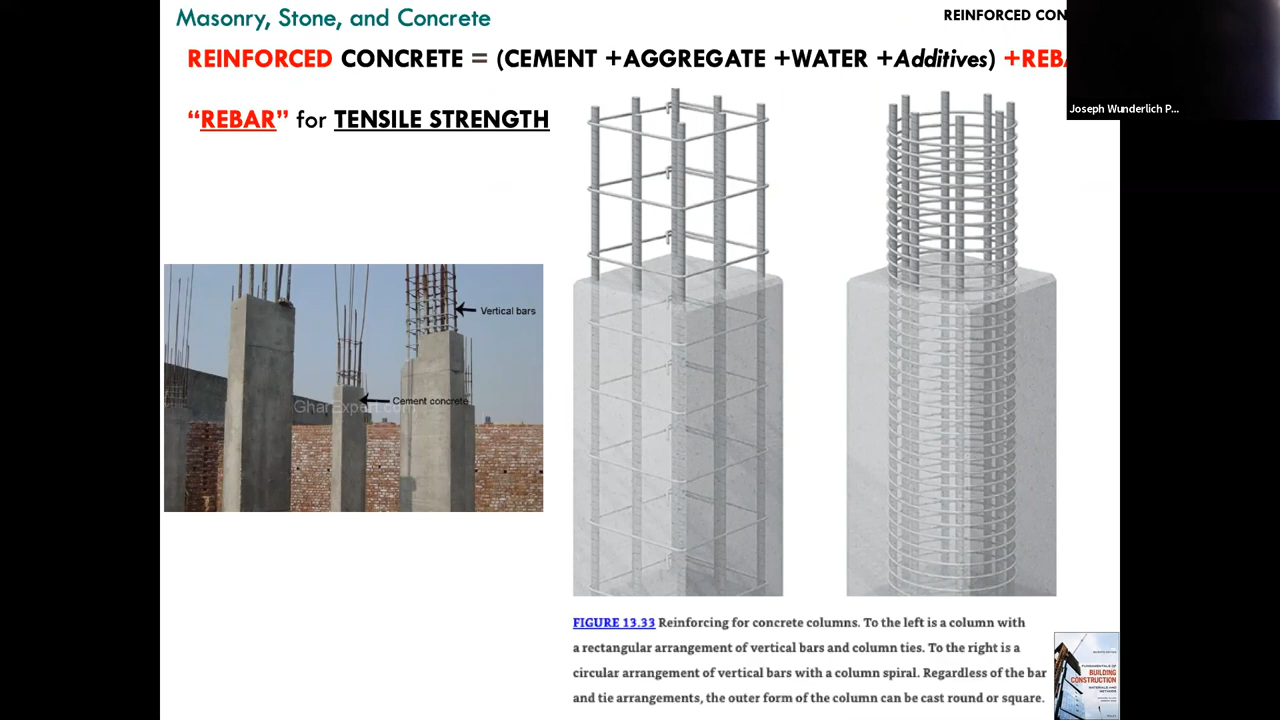 Masonry, Stone, and Concrete
REINFORCED CON
REINFORCED CONCRETE = (CEMENT +AGGREGATE +WATER +Additives) +REBA
Joseph Wunderlich P...
“REBAR” for TENSILE STRENGTH
Vertical bars
GharExpert.com
Cement concrete
FIGURE 13.33 Reinforcing for concrete columns. To the left is a column with
a rectangular arrangement of vertical bars and column ties. To the right is a
circular arrangement of vertical bars with a column spiral. Regardless of the bar
and tie arrangements, the outer form of the column can be cast round or square.
FUNDAMENTALS OF
BUILDING
CONSTRUCTION
MATERIALS AND
METHODS